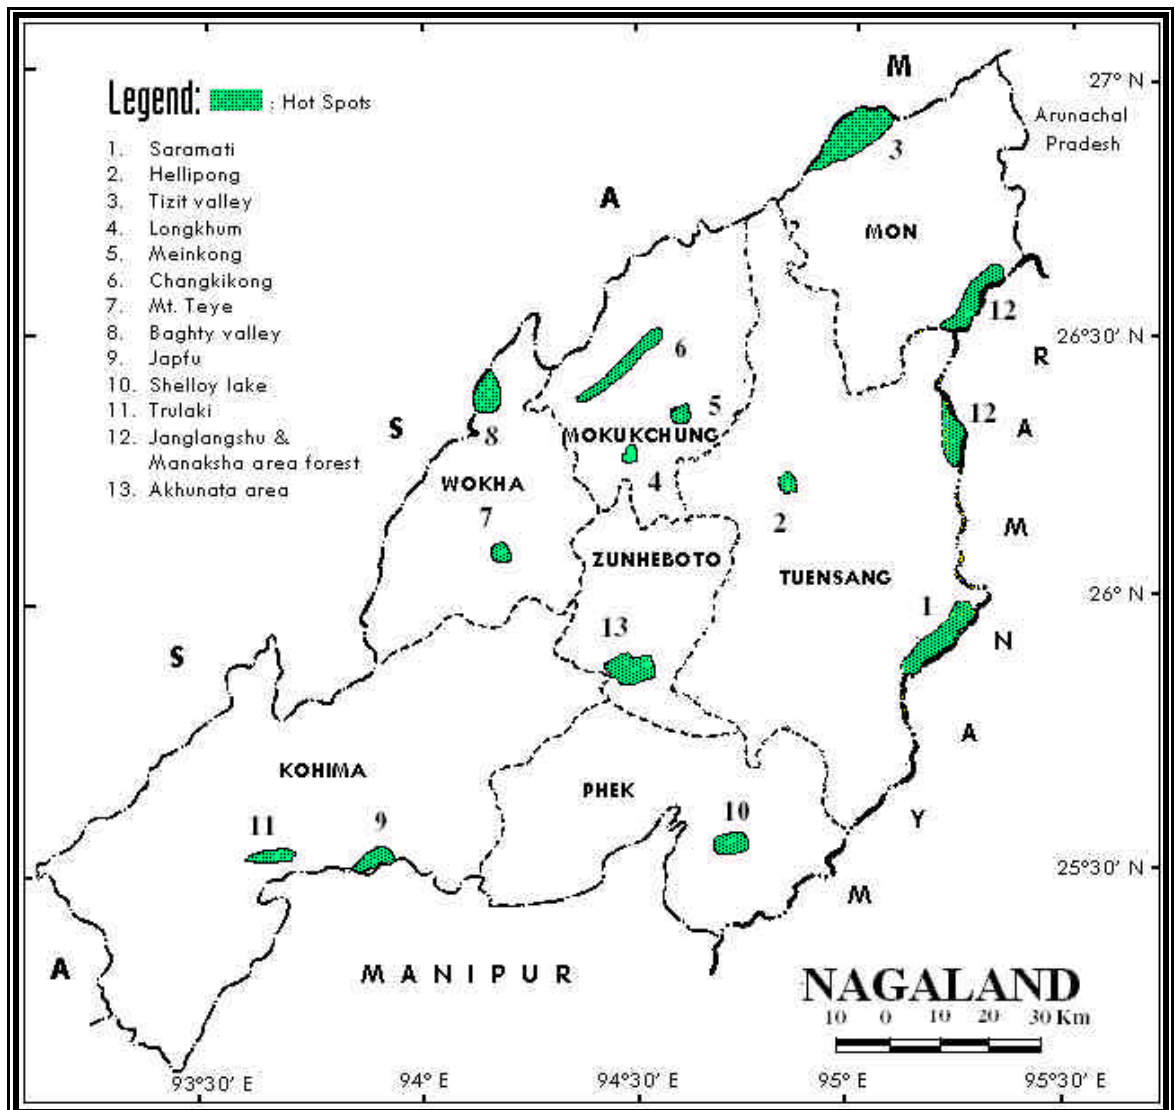 Legend: : Hot Spots
1. Saramati
2. Hellipong
3. Tizit valley
4. Longkhum
5. Meinkong
6. Changkikong
7. Mt. Teye
8. Baghty valley
9. Japfu
10. Shelloy lake
11. Trulaki
12. Janglangshu &
Manaksha area forest
13. Akhunata area
M
27° N
Arunachal
Pradesh
3
A
MON
12
26°30' N
R
6
5
12
A
S
8
MOKUKCHUNG
4
WOKHA
2
7
M
ZUNHEBOTO
TUENSANG
26° N
1
N
13
S
A
KOHIMA
PHEK
10
Y
11
9
25°30' N
M
A
MANIPUR
NAGALAND
10 0 10 20 30 Km
93°30' E 94° E 94°30' E 95° E 95°30' E